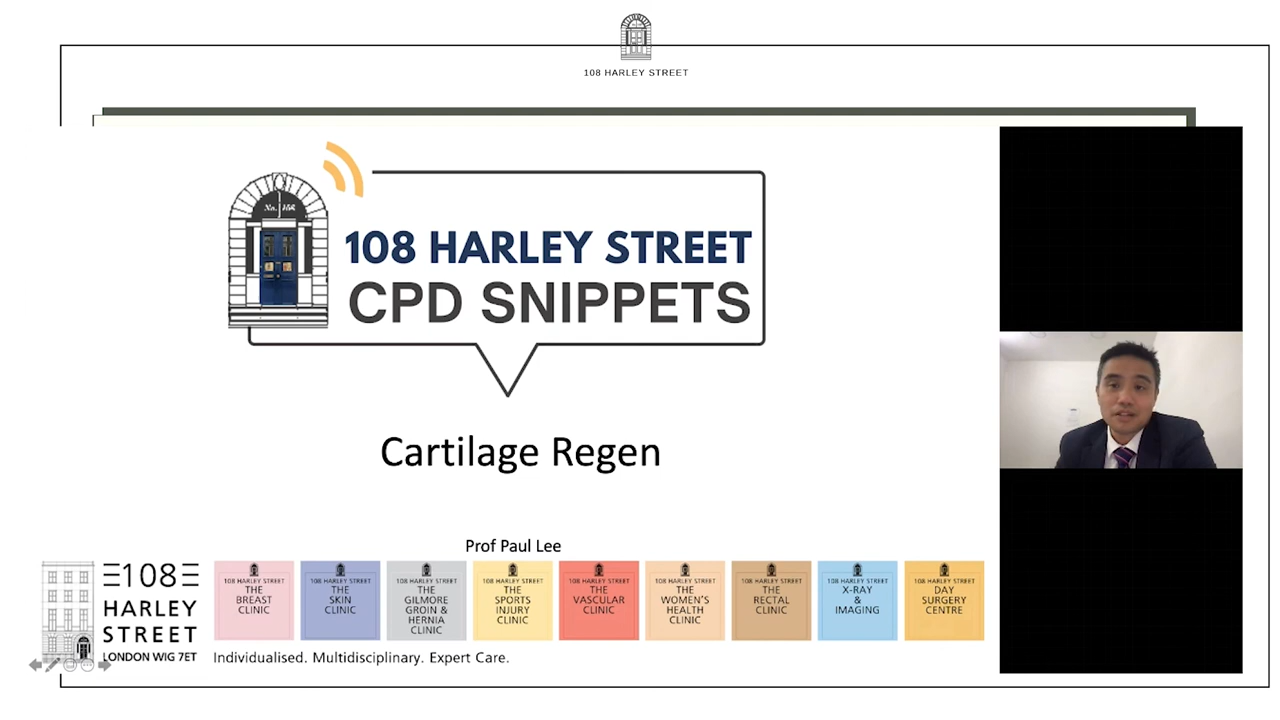 108 HARLEY STREET
No. 108
108 HARLEY STREET
CPD SNIPPETS
Cartilage Regen
Prof Paul Lee
108
HARLEY
STREET
LONDON WIG 7ET
108 HARLEY STREET
THE
BREAST
CLINIC
108 HARLEY STREET
THE
SKIN
CLINIC
108 HARLEY STREET
THE
GILMORE
GROIN &
HERNIA
CLINIC
108 HARLEY STREET
THE
SPORTS
INJURY
CLINIC
108 HARLEY STREET
THE
VASCULAR
CLINIC
108 HARLEY STREET
THE
WOMEN'S
HEALTH
CLINIC
108 HARLEY STREET
THE
RECTAL
CLINIC
108 HARLEY STREET
X-RAY
&
IMAGING
108 HARLEY STREET
DAY
SURGERY
CENTRE
Individualised. Multidisciplinary. Expert Care.